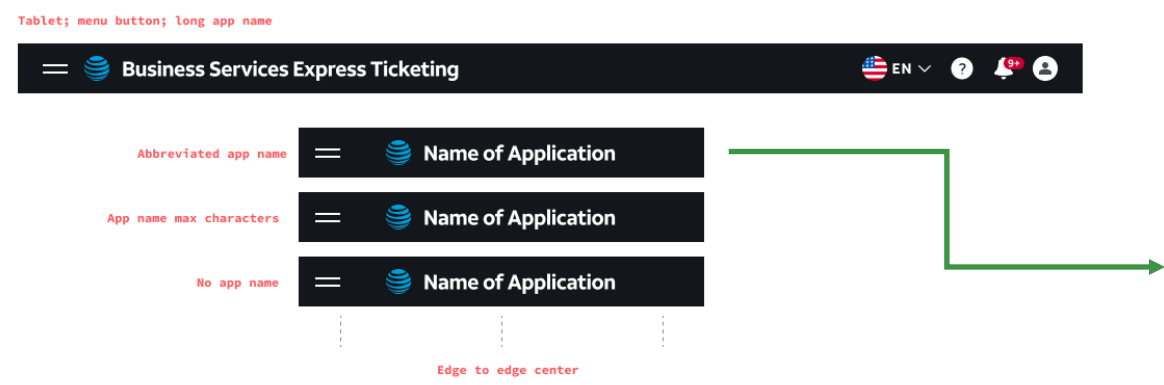 Tablet; menu button; long app name
Business Services Express Ticketing
EN
?
9+
Abbreviated app name
Name of Application
App name max characters
Name of Application
No app name
Name of Application
Edge to edge center